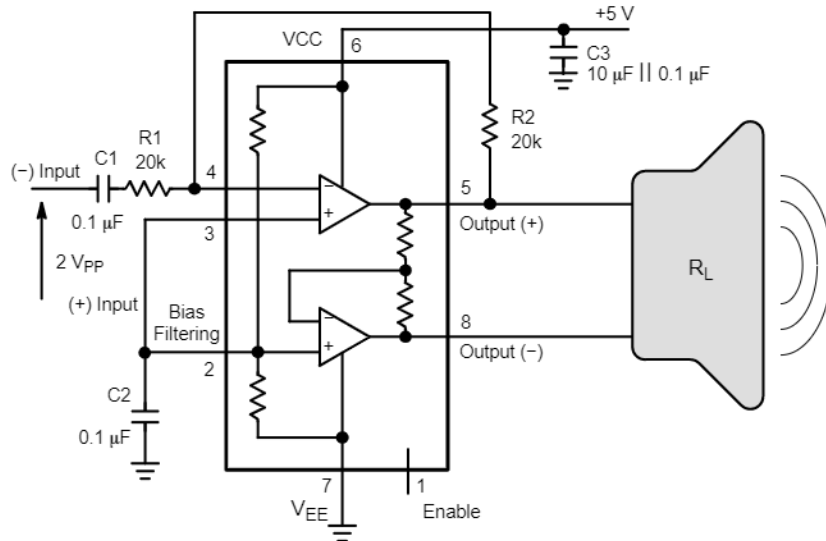 +5 V
VCC
6
C3
10 μF || 0.1 μF
R2
20k
R1
20k
C1
(−) Input
4
0.1 μF
3
2 VPP
(+) Input
−
+
5
Output (+)
RL
Bias
Filtering
2
−
+
8
Output (−)
C2
0.1 μF
7
1
VEE
Enable